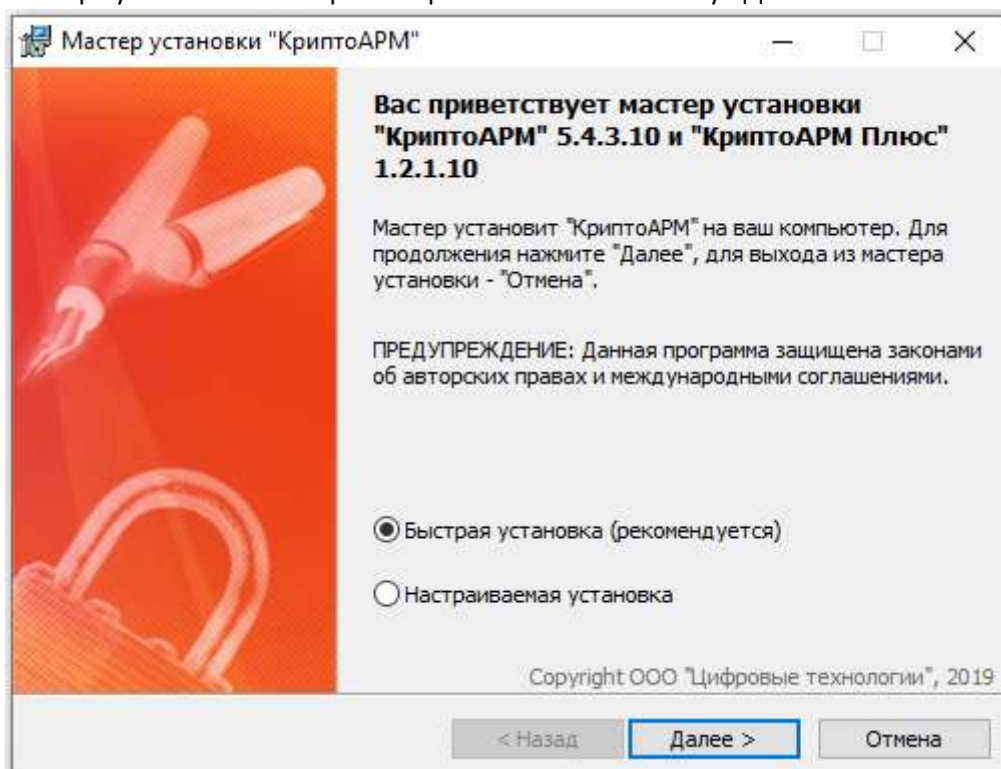 Мастер установки "КриптоАРМ"
Вас приветствует мастер установки
"КриптоАРМ" 5.4.3.10 и "КриптоАРМ Плюс"
1.2.1.10
Мастер установит "КриптоАРМ" на ваш компьютер. Для
продолжения нажмите "Далее", для выхода из мастера
установки - "Отмена".
ПРЕДУПРЕЖДЕНИЕ: Данная программа защищена законами
об авторских правах и международными соглашениями.
Быстрая установка (рекомендуется)
Настраиваемая установка
Copyright ООО "Цифровые технологии", 2019
< Назад Далее > Отмена